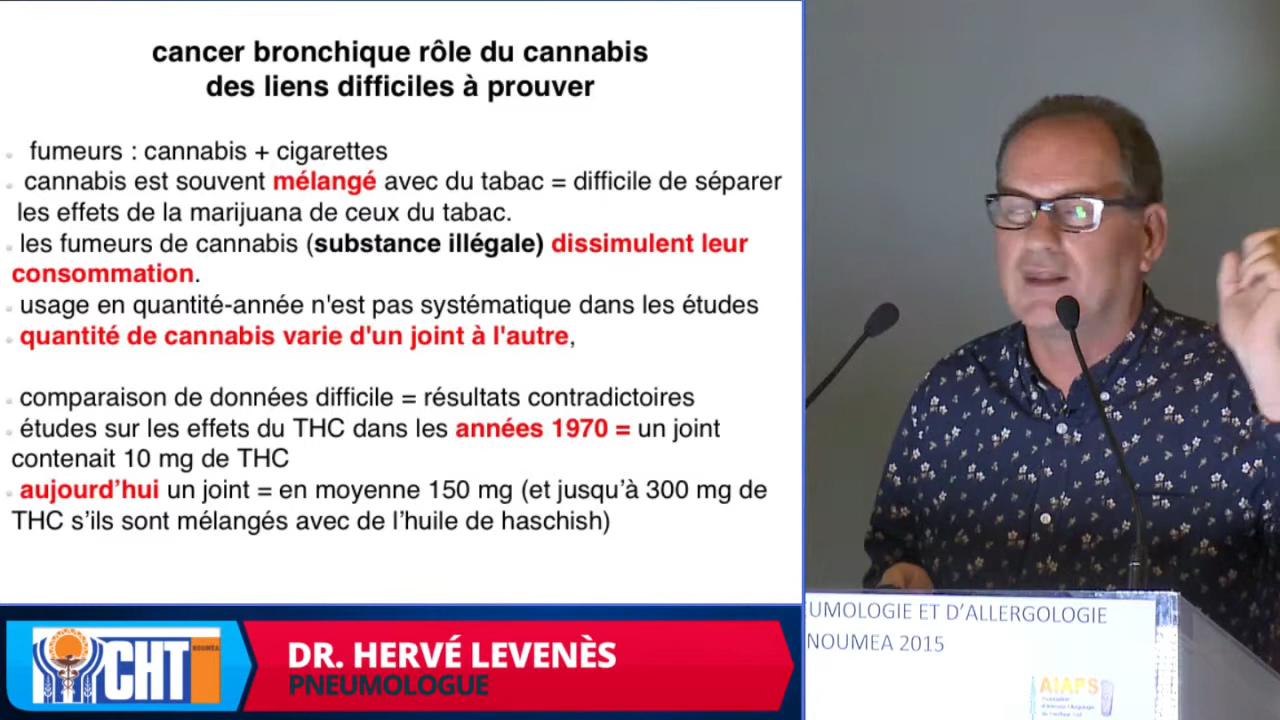 cancer bronchique rôle du cannabis
des liens difficiles à prouver
fumeurs : cannabis + cigarettes
cannabis est souvent mélangé avec du tabac = difficile de séparer
les effets de la marijuana de ceux du tabac.
les fumeurs de cannabis (substance illégale) dissimulent leur
consommation.
usage en quantité-année n'est pas systématique dans les études
quantité de cannabis varie d'un joint à l'autre,
comparaison de données difficile = résultats contradictoires
études sur les effets du THC dans les années 1970 = un joint
contenait 10 mg de THC
aujourd’hui un joint = en moyenne 150 mg (et jusqu’à 300 mg de
THC s’ils sont mélangés avec de l’huile de haschish)
CHT
NOUMEA
DR. HERVÉ LEVENÈS
PNEUMOLOGUE
UMOLOGIE ET D’ALLERGOLOGIE
NOUMEA 2015
AIAPS